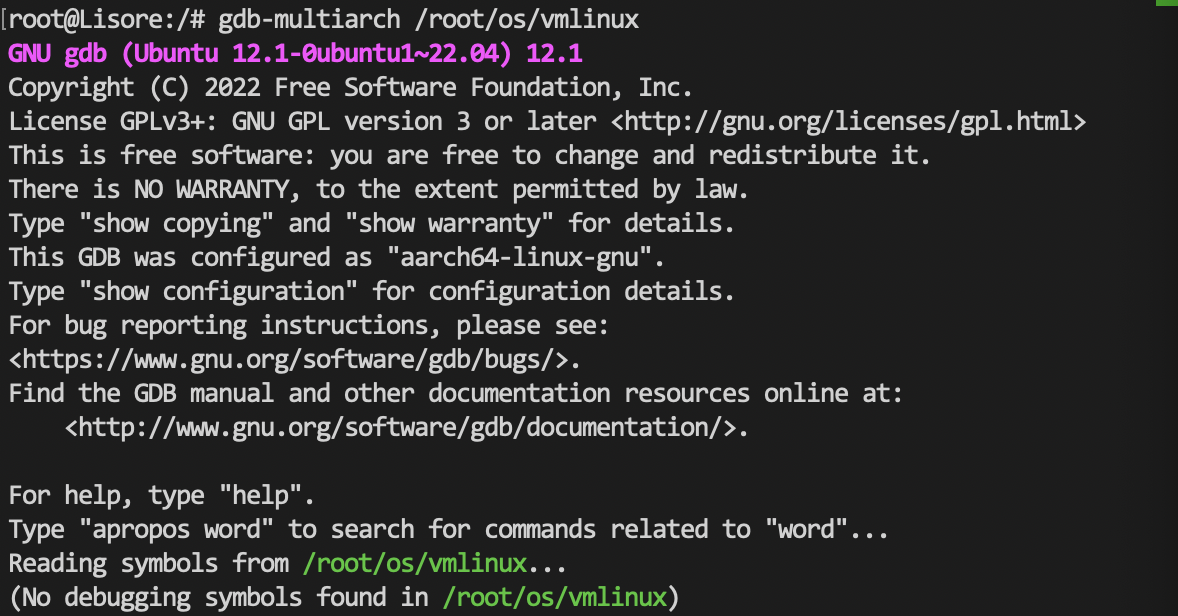 [root@Lisore:/# gdb-multiarch /root/os/vmlinux
GNU gdb (Ubuntu 12.1-0ubuntu1~22.04) 12.1
Copyright (C) 2022 Free Software Foundation, Inc.
License GPLv3+: GNU GPL version 3 or later <http://gnu.org/licenses/gpl.html>
This is free software: you are free to change and redistribute it.
There is NO WARRANTY, to the extent permitted by law.
Type "show copying" and "show warranty" for details.
This GDB was configured as "aarch64-linux-gnu".
Type "show configuration" for configuration details.
For bug reporting instructions, please see:
<https://www.gnu.org/software/gdb/bugs/>.
Find the GDB manual and other documentation resources online at:
    <http://www.gnu.org/software/gdb/documentation/>.

For help, type "help".
Type "apropos word" to search for commands related to "word"...
Reading symbols from /root/os/vmlinux...
(No debugging symbols found in /root/os/vmlinux)